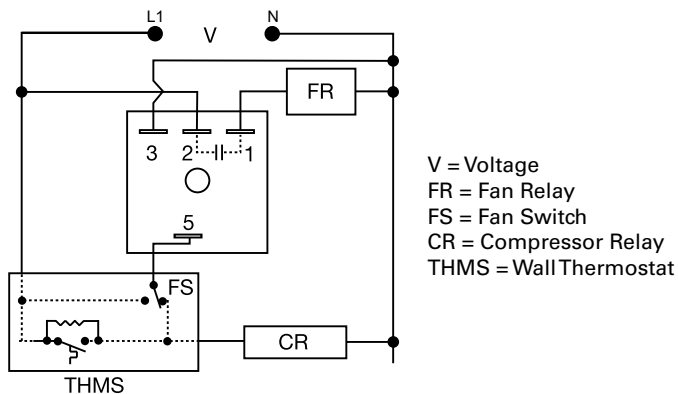 L1
V
N
FR
3
2
1
5
FS
CR
THMS
V = Voltage
FR = Fan Relay
FS = Fan Switch
CR = Compressor Relay
THMS = Wall Thermostat